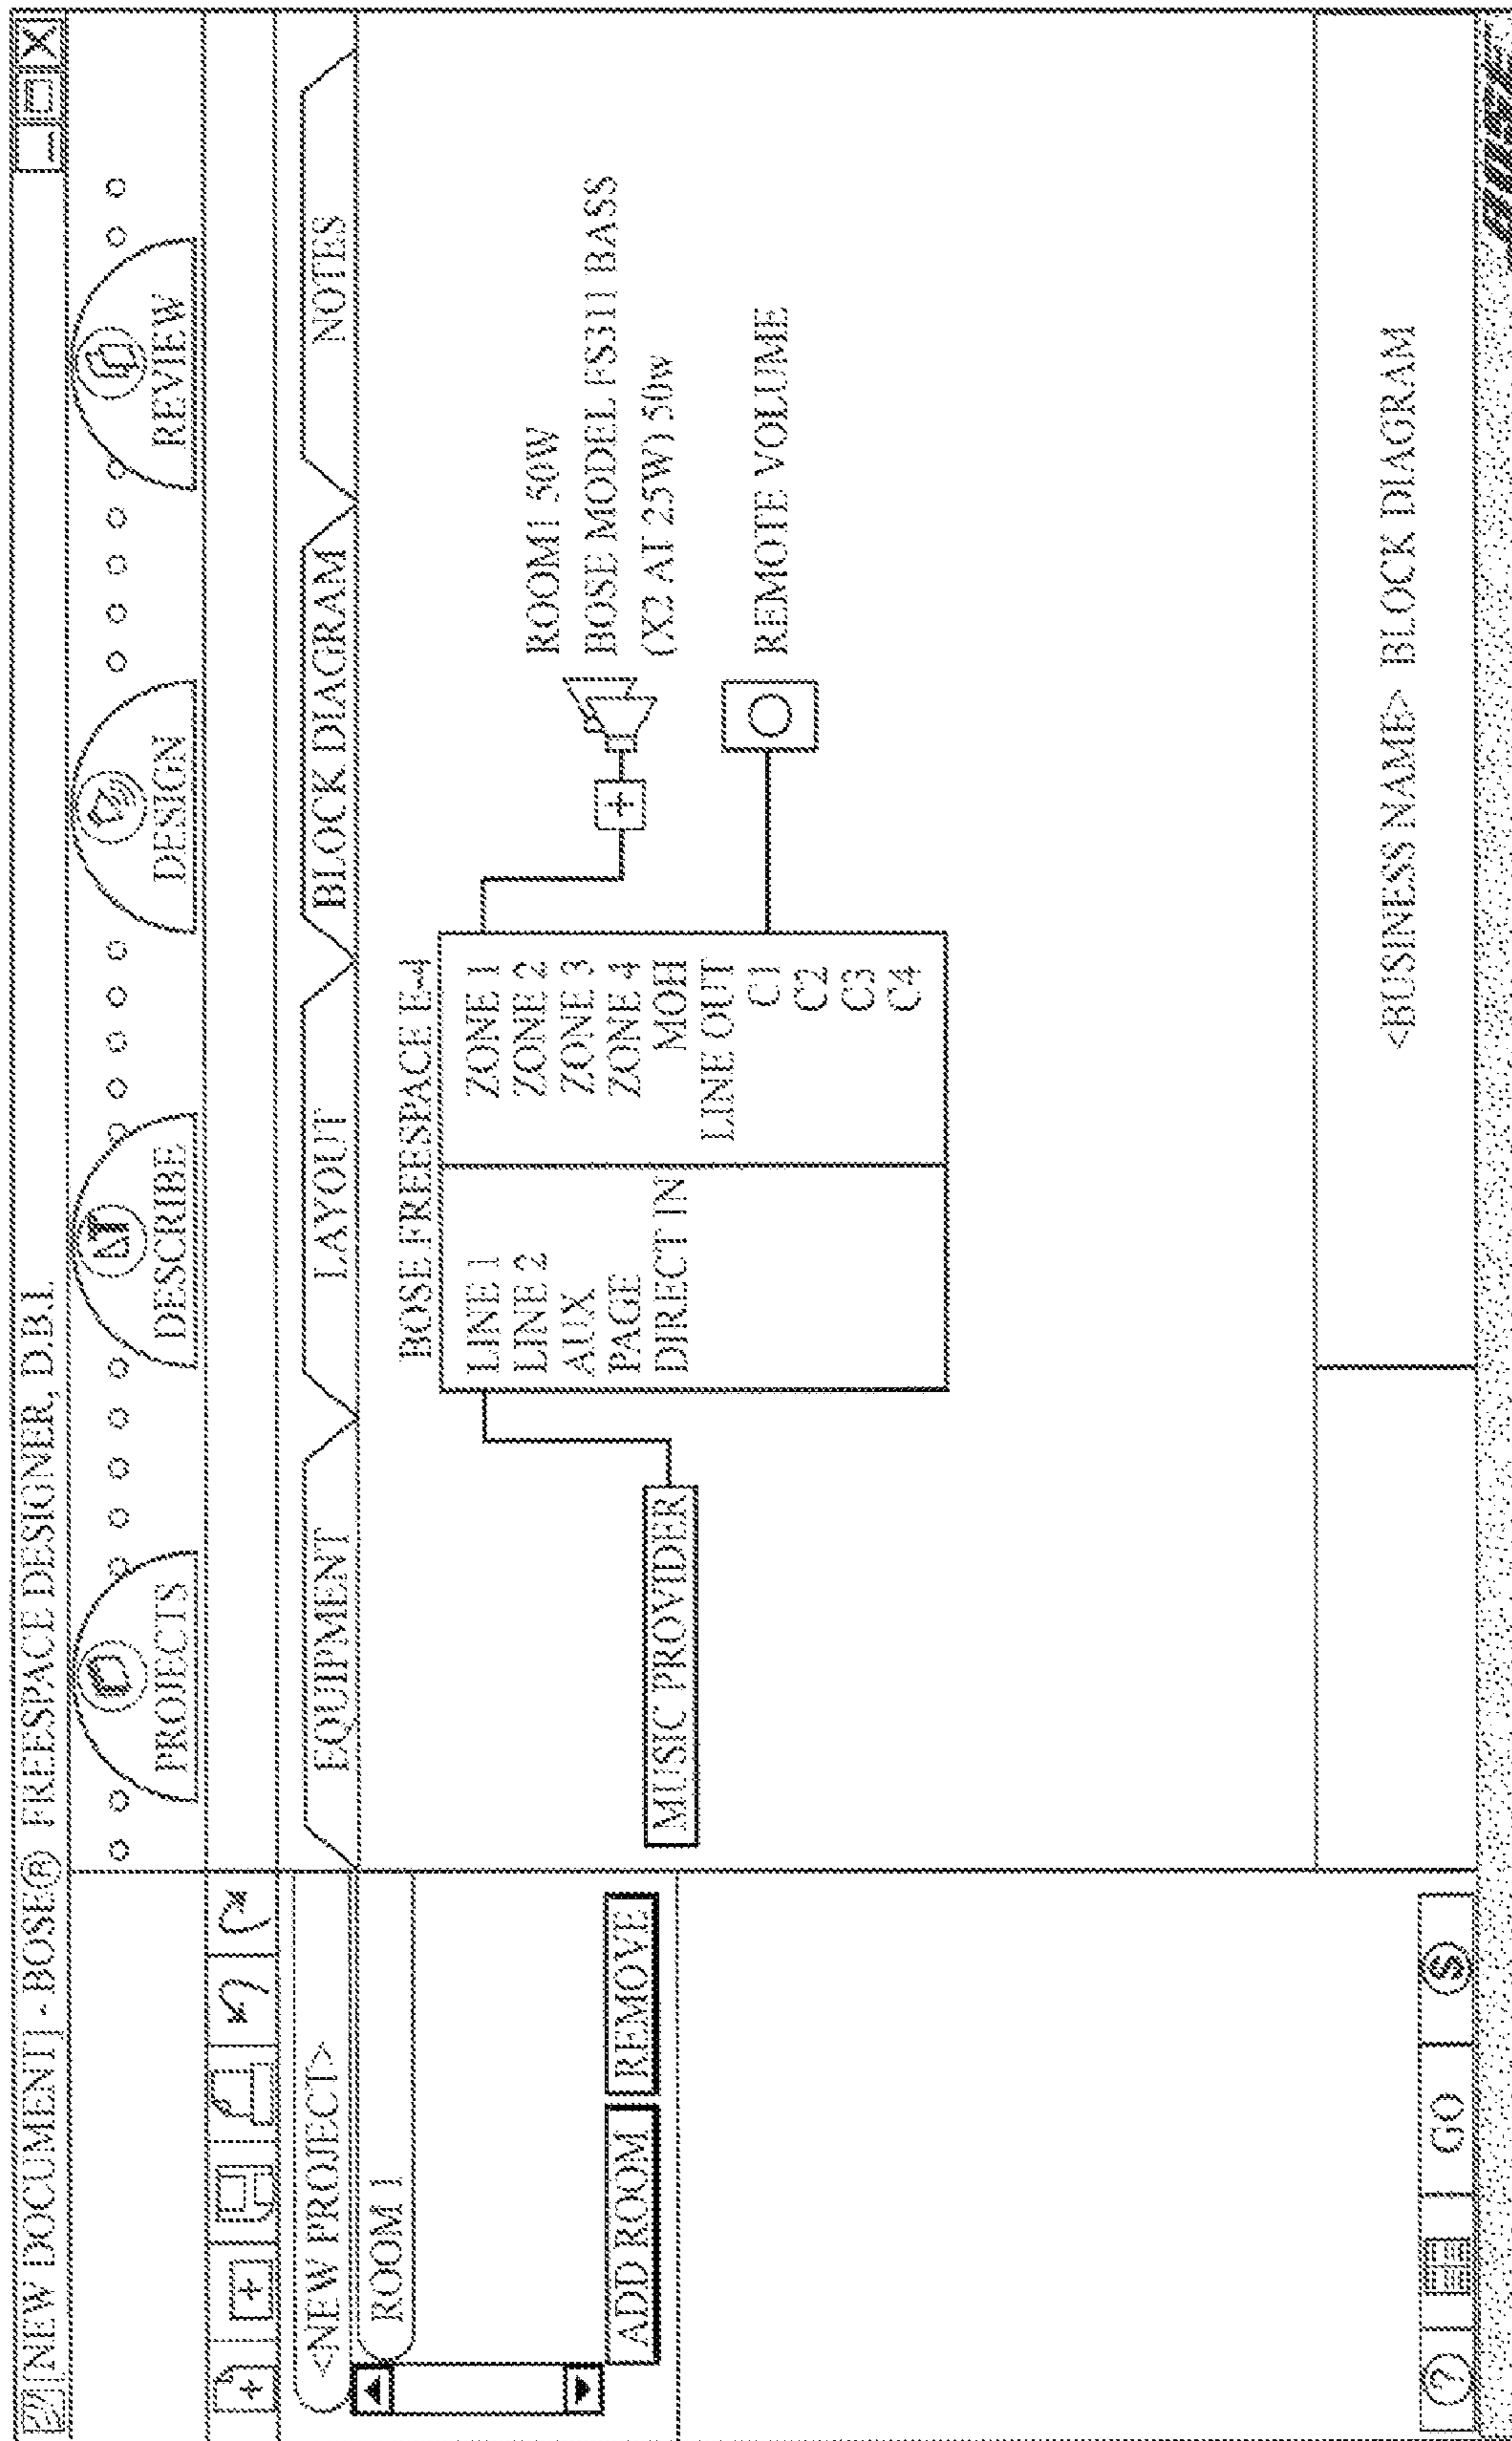 [NEW DOCUMENT] - BOSE® FREESPACE DESIGNER, D.B.I.
PROJECTS
DESCRIBE
DESIGN
REVIEW
<NEW PROJECT>
ROOM 1
ADD ROOM
REMOVE
EQUIPMENT
LAYOUT
BLOCK DIAGRAM
NOTES
BOSE FREESPACE E-4
LINE 1
LINE 2
AUX
PAGE
DIRECT IN
ZONE 1
ZONE 2
ZONE 3
ZONE 4
MOH
LINE OUT
C1
C2
C3
C4
MUSIC PROVIDER
ROOM1 50W
BOSE MODEL FS3II BASS
(X2 AT 25W) 50w
REMOTE VOLUME
? GO S
<BUSINESS NAME> BLOCK DIAGRAM
BOSE